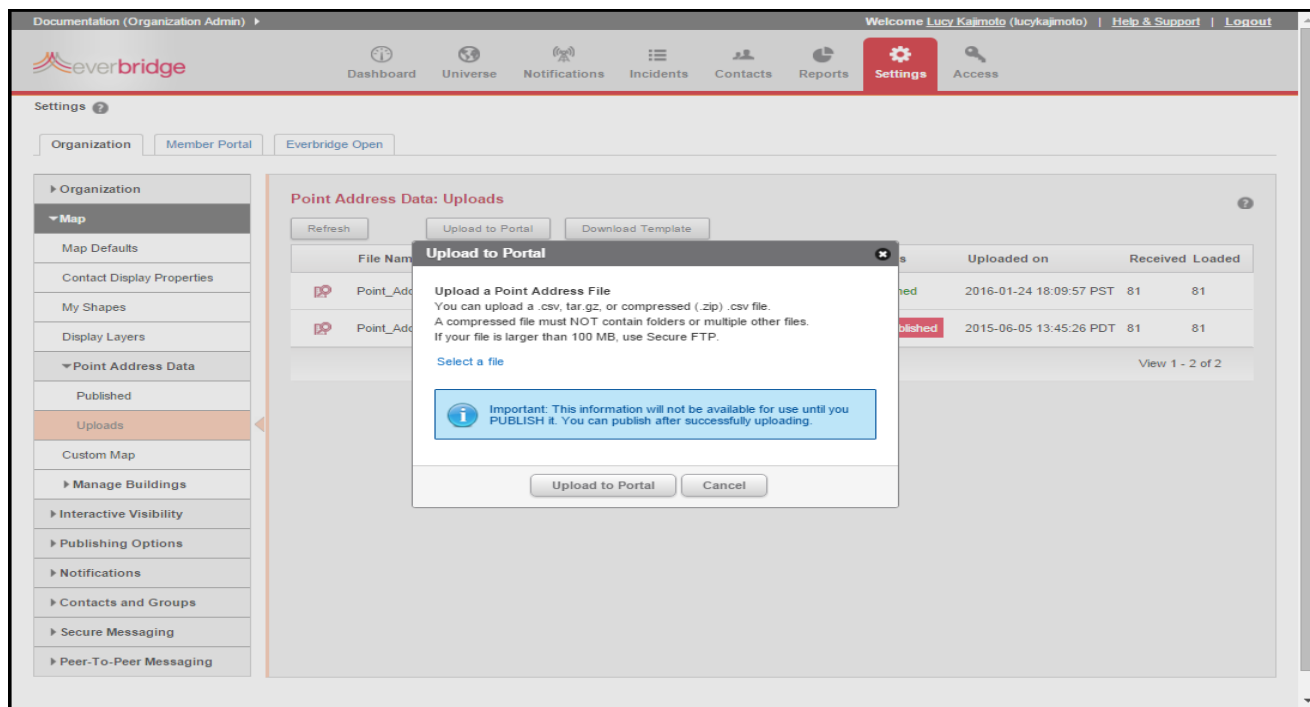 Documentation (Organization Admin)
Welcome Lucy Kajimoto (lucykajimoto) | Help & Support | Logout
everbridge
Dashboard Universe Notifications Incidents Contacts Reports Settings Access
Settings
Organization Member Portal Everbridge Open
Organization
Map
Map Defaults
Contact Display Properties
My Shapes
Display Layers
Point Address Data
Published
Uploads
Custom Map
Manage Buildings
Interactive Visibility
Publishing Options
Notifications
Contacts and Groups
Secure Messaging
Peer-To-Peer Messaging
Point Address Data: Uploads
Refresh Upload to Portal Download Template
File Nam s Uploaded on Received Loaded
Point_Add hed 2016-01-24 18:09:57 PST 81 81
Point_Add blished 2015-06-05 13:45:26 PDT 81 81
View 1 - 2 of 2
Upload to Portal
Upload a Point Address File
You can upload a .csv, tar.gz, or compressed (.zip) .csv file.
A compressed file must NOT contain folders or multiple other files.
If your file is larger than 100 MB, use Secure FTP.
Select a file
Important: This information will not be available for use until you
PUBLISH it. You can publish after successfully uploading.
Upload to Portal Cancel